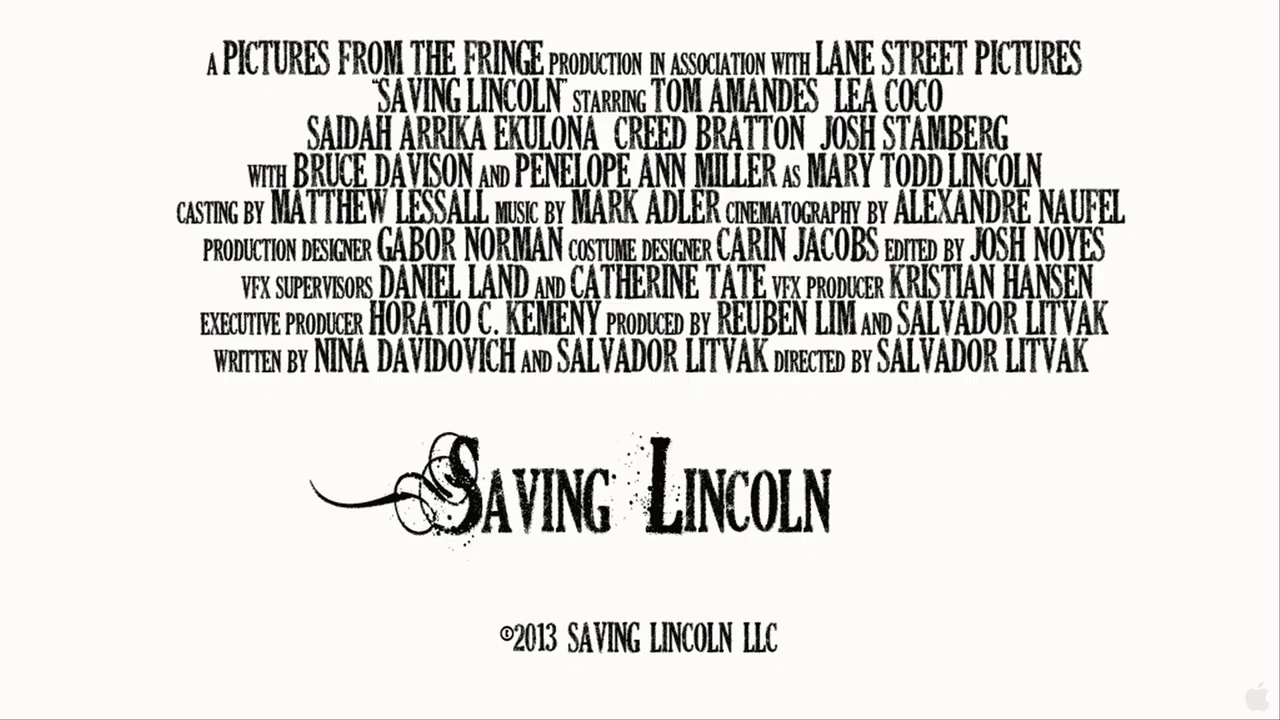 A PICTURES FROM THE FRINGE PRODUCTION IN ASSOCIATION WITH LANE STREET PICTURES
"SAVING LINCOLN" STARRING TOM AMANDES LEA COCO
SAIDAH ARRIKA EKULONA CREED BRATTON JOSH STAMBERG
WITH BRUCE DAVISON AND PENELOPE ANN MILLER AS MARY TODD LINCOLN
CASTING BY MATTHEW LESSALL MUSIC BY MARK ADLER CINEMATOGRAPHY BY ALEXANDRE NAUFEL
PRODUCTION DESIGNER GABOR NORMAN COSTUME DESIGNER CARIN JACOBS EDITED BY JOSH NOYES
VFX SUPERVISORS DANIEL LAND AND CATHERINE TATE VFX PRODUCER KRISTIAN HANSEN
EXECUTIVE PRODUCER HORATIO C. KEMENY PRODUCED BY REUBEN LIM AND SALVADOR LITVAK
WRITTEN BY NINA DAVIDOVICH AND SALVADOR LITVAK DIRECTED BY SALVADOR LITVAK
SAVING LINCOLN
©2013 SAVING LINCOLN LLC